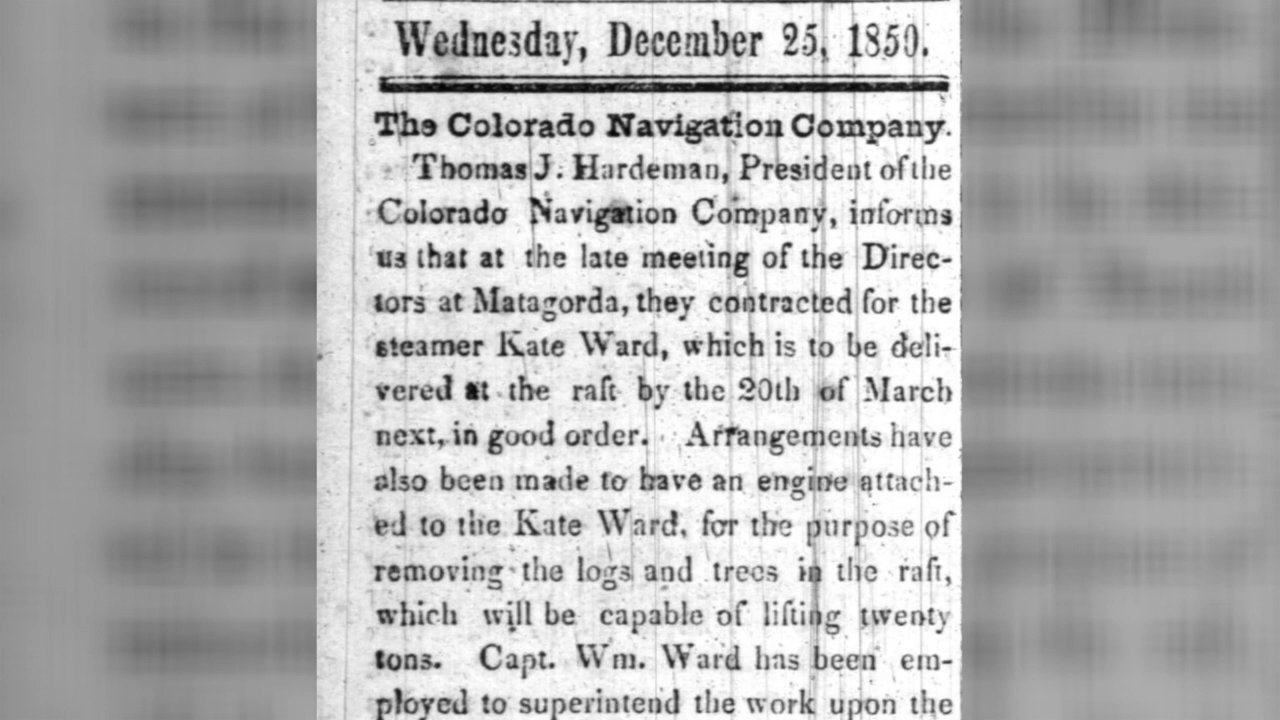 Wednesday, December 25, 1850.
The Colorado Navigation Company.
Thomas J. Hardeman, President of the
Colorado Navigation Company, informs
us that at the late meeting of the Direc-
tors at Matagorda, they contracted for the
steamer Kate Ward, which is to be deli-
vered at the raft by the 20th of March
next, in good order. Arrangements have
also been made to have an engine attach-
ed to the Kate Ward, for the purpose of
removing the logs and trees in the raft,
which will be capable of lifting twenty
tons. Capt. Wm. Ward has been em-
ployed to superintend the work upon the